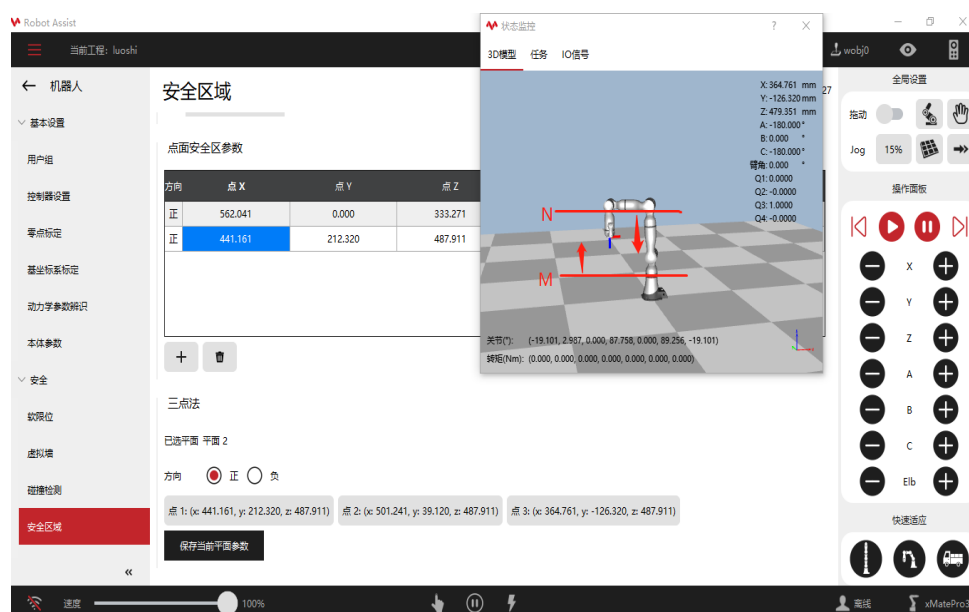 Robot Assist
当前工程: luoshi
wobj0
机器人
基本设置
用户组
控制器设置
零点标定
基坐标系标定
动力学参数辨识
本体参数
安全
软限位
虚拟墙
碰撞检测
安全区域
«
安全区域
27
点面安全区参数
方向 点 X 点 Y 点 Z
正 562.041 0.000 333.271
正 441.161 212.320 487.911
+
三点法
已选平面 平面 2
方向 正 负
点 1: (x: 441.161, y: 212.320, z: 487.911) 点 2: (x: 501.241, y: 39.120, z: 487.911) 点 3: (x: 364.761, y: -126.320, z: 487.911)
保存当前平面参数
状态监控 ? X
3D模型 任务 IO信号
X: 364.761 mm
Y: -126.320 mm
Z: 479.351 mm
A: -180.000°
B: 0.000 °
C: -180.000°
臂角: 0.000 °
Q1: 0.0000
Q2: -0.0000
Q3: 1.0000
Q4: -0.0000
N
M
关节(°): (-19.101, 2.987, 0.000, 87.758, 0.000, 89.256, -19.101)
转矩(Nm): (0.000, 0.000, 0.000, 0.000, 0.000, 0.000, 0.000)
全局设置
拖动
Jog 15%
操作面板
X
Y
Z
A
B
C
Elb
快速适应
速度 100%
离线 xMatePro3